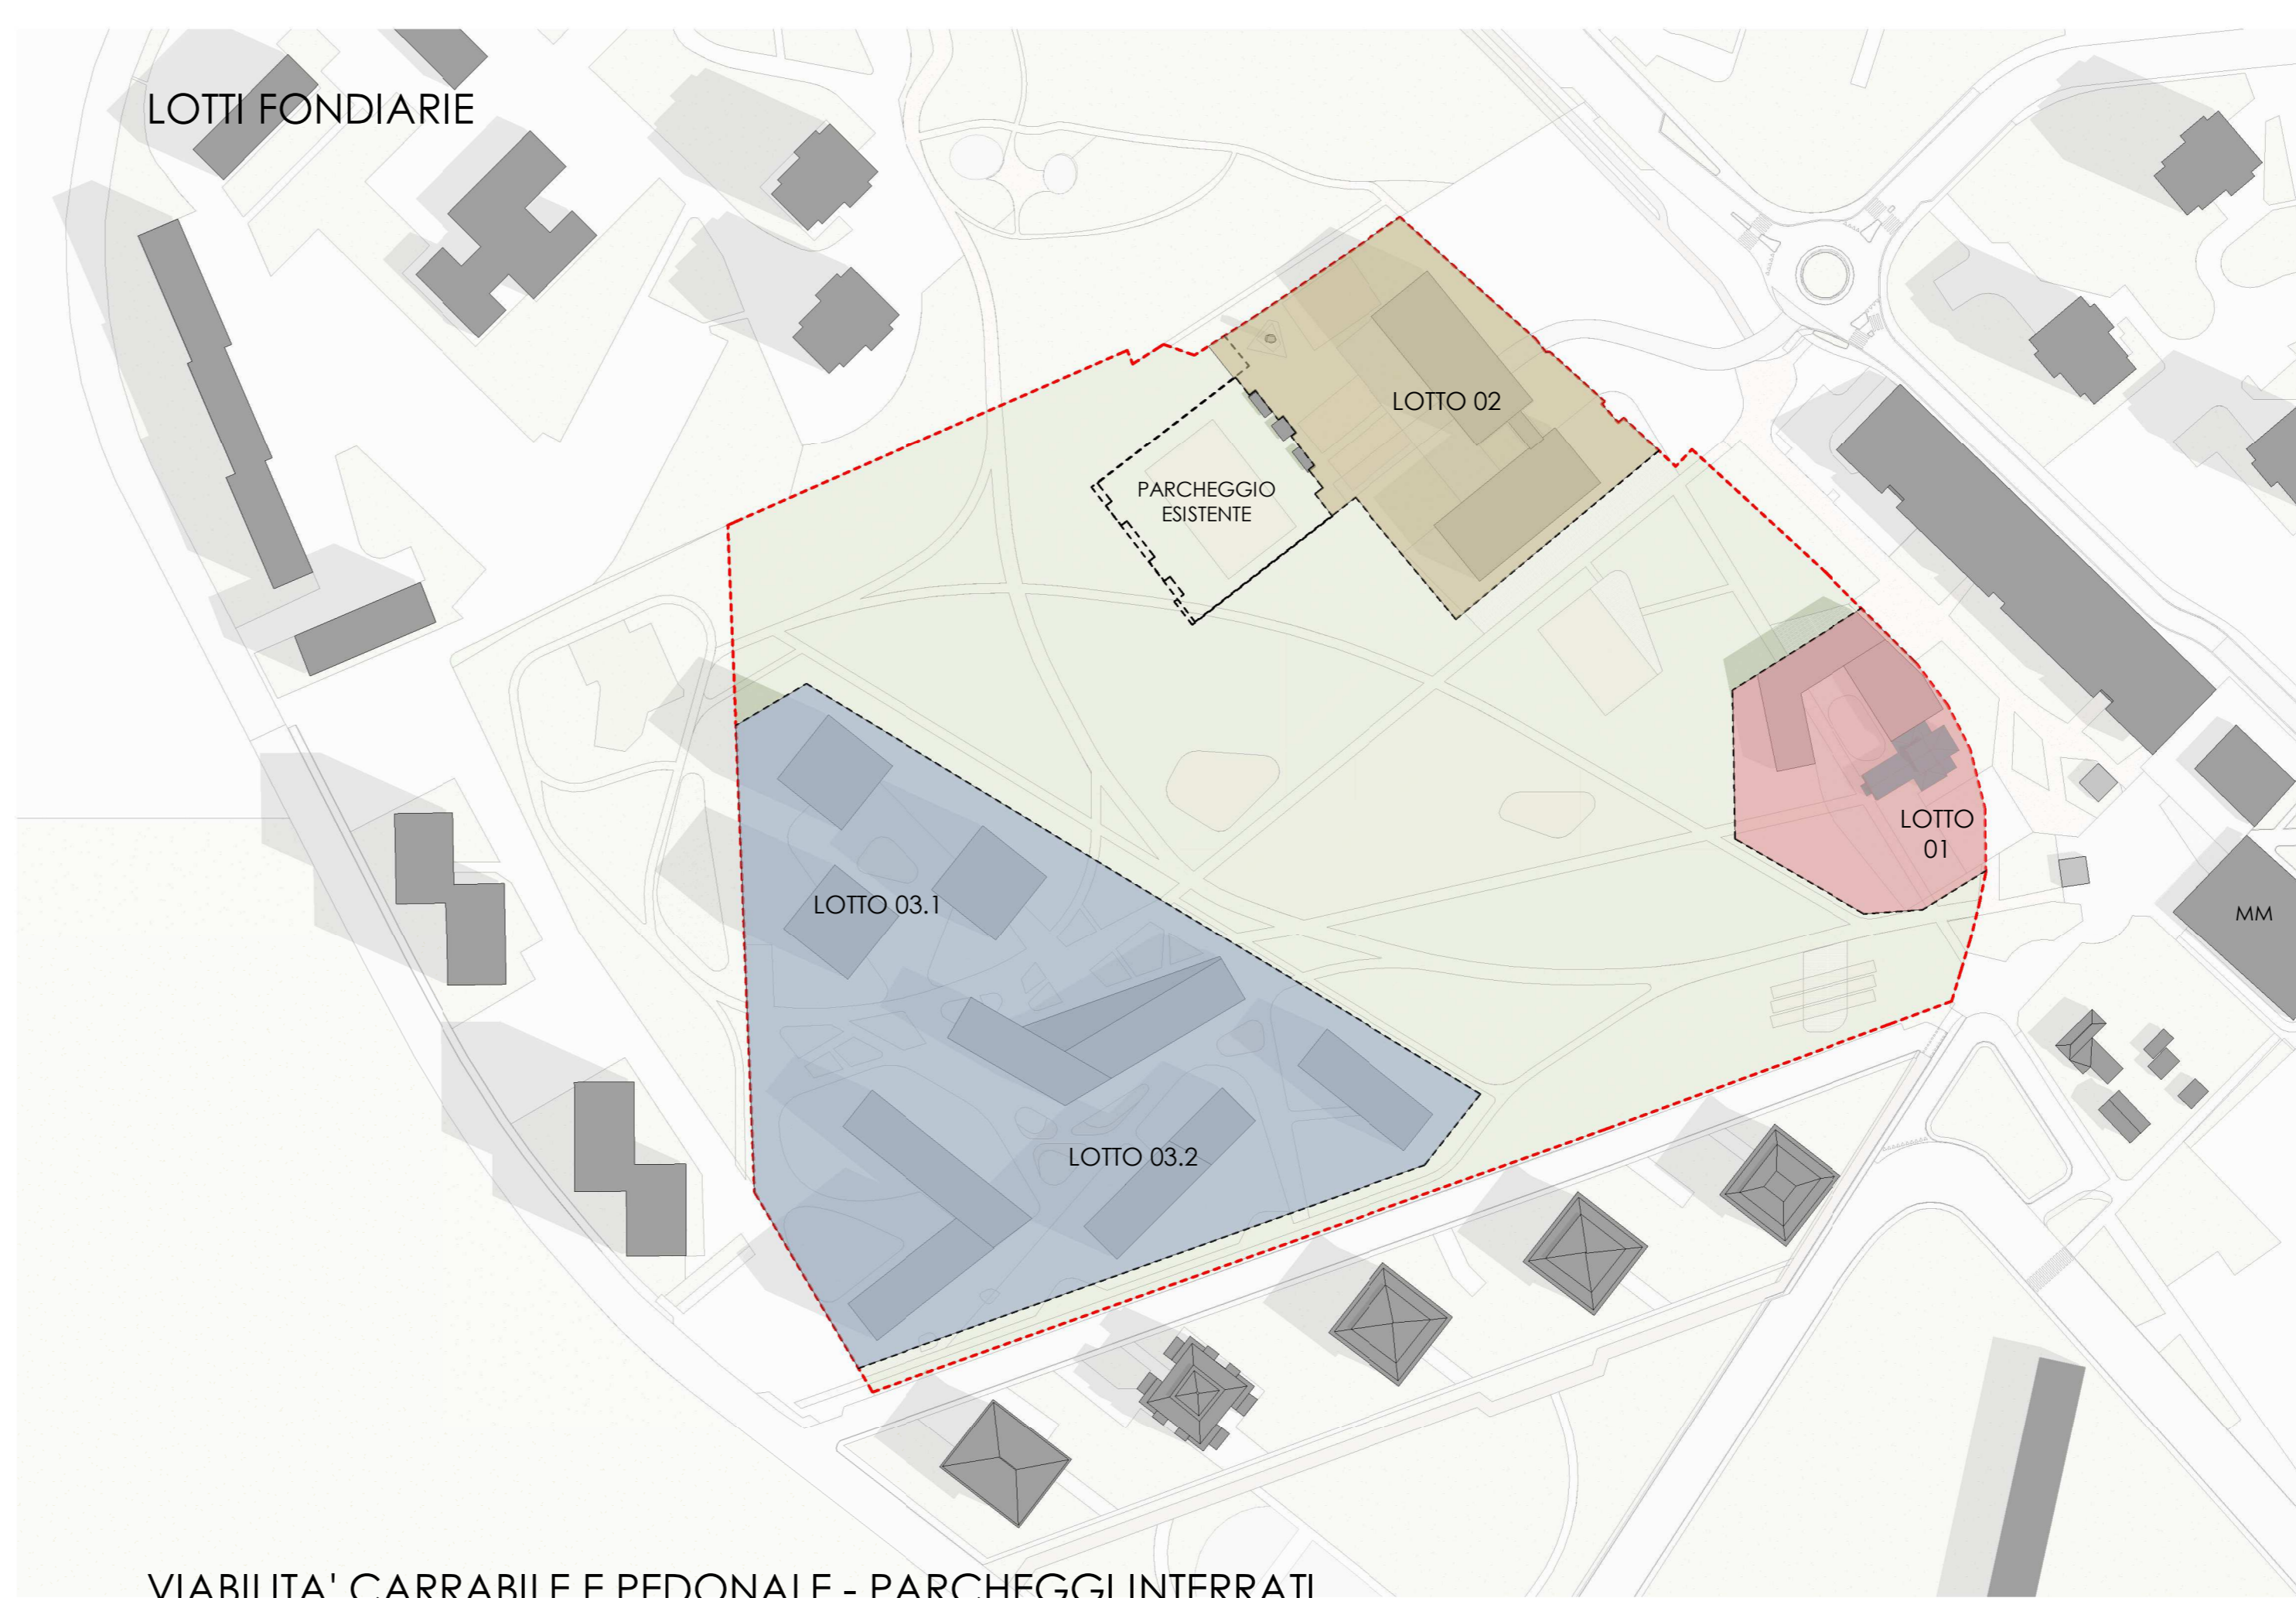 LOTTI FONDIARIE
LOTTO 02
PARCHEGGIO
ESISTENTE
LOTTO
01
LOTTO 03.1
MM
LOTTO 03.2
VIABILITA' CARRABILE E PEDONALE - PARCHEGGI INTERRATI